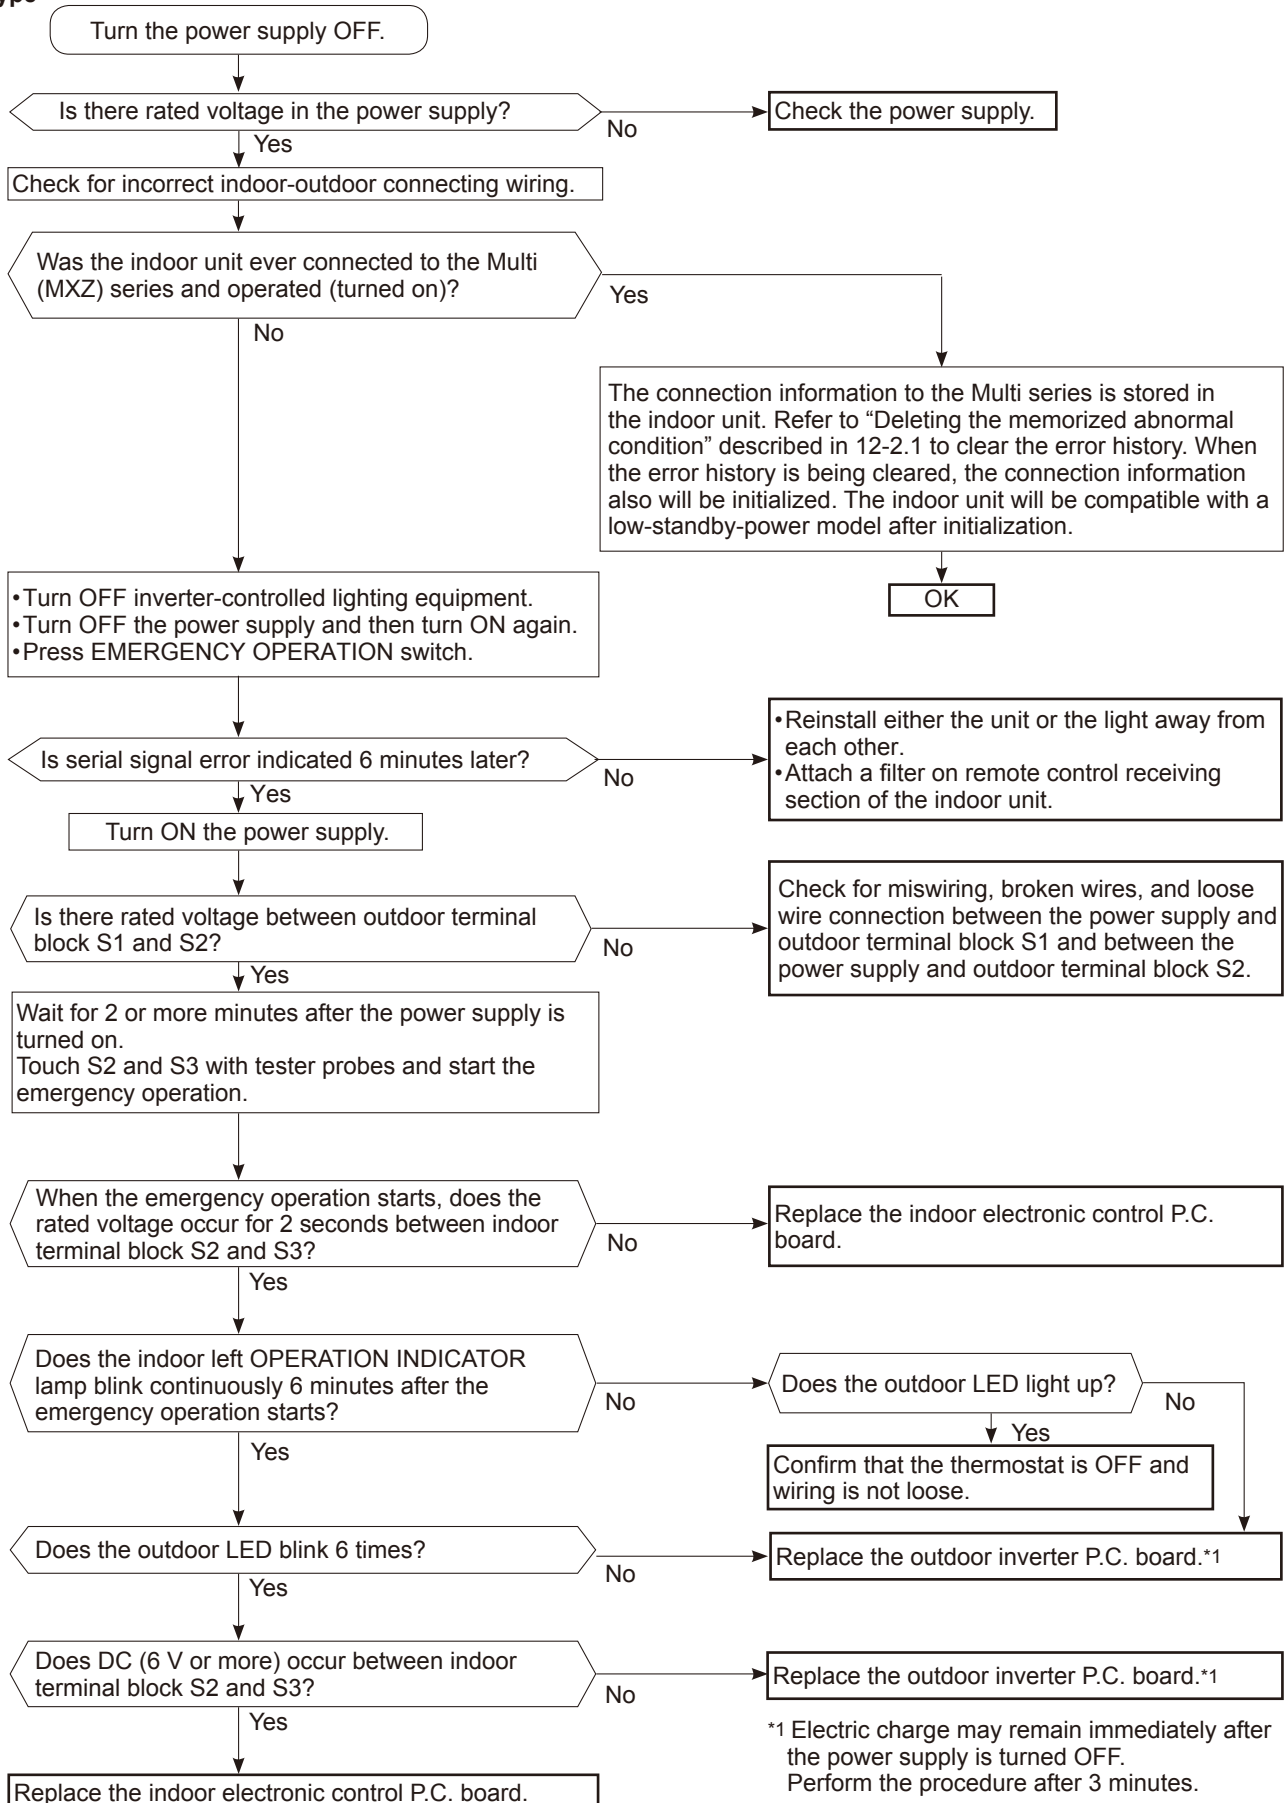 Turn the power supply OFF.
Is there rated voltage in the power supply?
No
Check the power supply.
Yes
Check for incorrect indoor-outdoor connecting wiring.
Was the indoor unit ever connected to the Multi
(MXZ) series and operated (turned on)?
Yes
No
The connection information to the Multi series is stored in
the indoor unit. Refer to “Deleting the memorized abnormal
condition” described in 12-2.1 to clear the error history. When
the error history is being cleared, the connection information
also will be initialized. The indoor unit will be compatible with a
low-standby-power model after initialization.
OK
•Turn OFF inverter-controlled lighting equipment.
•Turn OFF the power supply and then turn ON again.
•Press EMERGENCY OPERATION switch.
Is serial signal error indicated 6 minutes later?
No
•Reinstall either the unit or the light away from
each other.
•Attach a filter on remote control receiving
section of the indoor unit.
Yes
Turn ON the power supply.
Is there rated voltage between outdoor terminal
block S1 and S2?
No
Check for miswiring, broken wires, and loose
wire connection between the power supply and
outdoor terminal block S1 and between the
power supply and outdoor terminal block S2.
Yes
Wait for 2 or more minutes after the power supply is
turned on.
Touch S2 and S3 with tester probes and start the
emergency operation.
When the emergency operation starts, does the
rated voltage occur for 2 seconds between indoor
terminal block S2 and S3?
No
Replace the indoor electronic control P.C.
board.
Yes
Does the indoor left OPERATION INDICATOR
lamp blink continuously 6 minutes after the
emergency operation starts?
No
Does the outdoor LED light up?
No
Yes
Confirm that the thermostat is OFF and
wiring is not loose.
Yes
Does the outdoor LED blink 6 times?
No
Replace the outdoor inverter P.C. board.*1
Yes
Does DC (6 V or more) occur between indoor
terminal block S2 and S3?
No
Replace the outdoor inverter P.C. board.*1
Yes
Replace the indoor electronic control P.C. board.
*1 Electric charge may remain immediately after
the power supply is turned OFF.
Perform the procedure after 3 minutes.